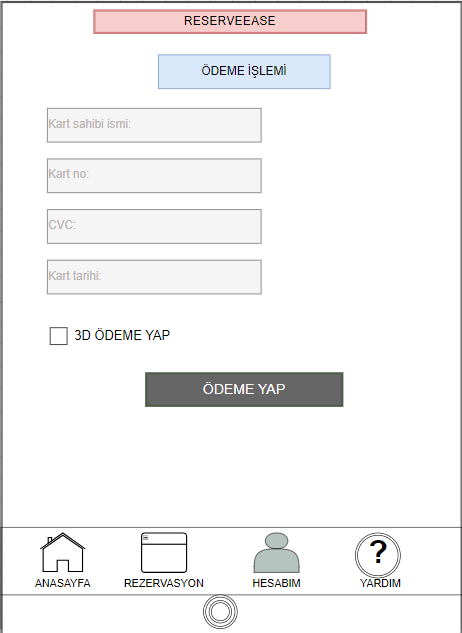 RESERVEEASE
ÖDEME İŞLEMİ
Kart sahibi ismi:
Kart no:
CVC:
Kart tarihi:
3D ÖDEME YAP
ÖDEME YAP
?
ANASAYFA REZERVASYON HESABIM YARDIM